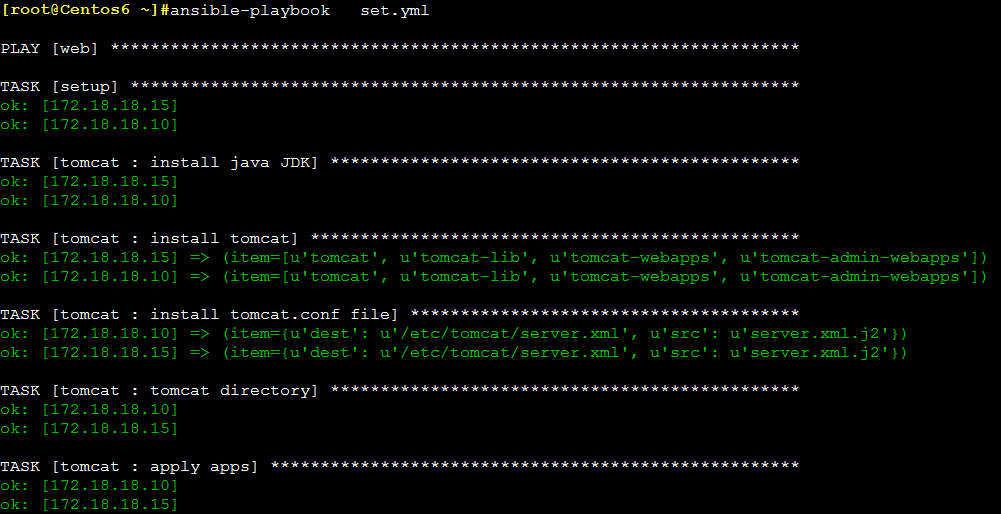 [root@Centos6 ~]#ansible-playbook   set.yml
PLAY [web] *********************************************************************
TASK [setup] *******************************************************************
ok: [172.18.18.15]
ok: [172.18.18.10]
TASK [tomcat : install java JDK] ***********************************************
ok: [172.18.18.15]
ok: [172.18.18.10]
TASK [tomcat : install tomcat] *************************************************
ok: [172.18.18.15] => (item=[u'tomcat', u'tomcat-lib', u'tomcat-webapps', u'tomcat-admin-webapps'])
ok: [172.18.18.10] => (item=[u'tomcat', u'tomcat-lib', u'tomcat-webapps', u'tomcat-admin-webapps'])
TASK [tomcat : install tomcat.conf file] ***************************************
ok: [172.18.18.10] => (item={u'dest': u'/etc/tomcat/server.xml', u'src': u'server.xml.j2'})
ok: [172.18.18.15] => (item={u'dest': u'/etc/tomcat/server.xml', u'src': u'server.xml.j2'})
TASK [tomcat : tomcat directory] ***********************************************
ok: [172.18.18.10]
ok: [172.18.18.15]
TASK [tomcat : apply apps] *****************************************************
ok: [172.18.18.10]
ok: [172.18.18.15]